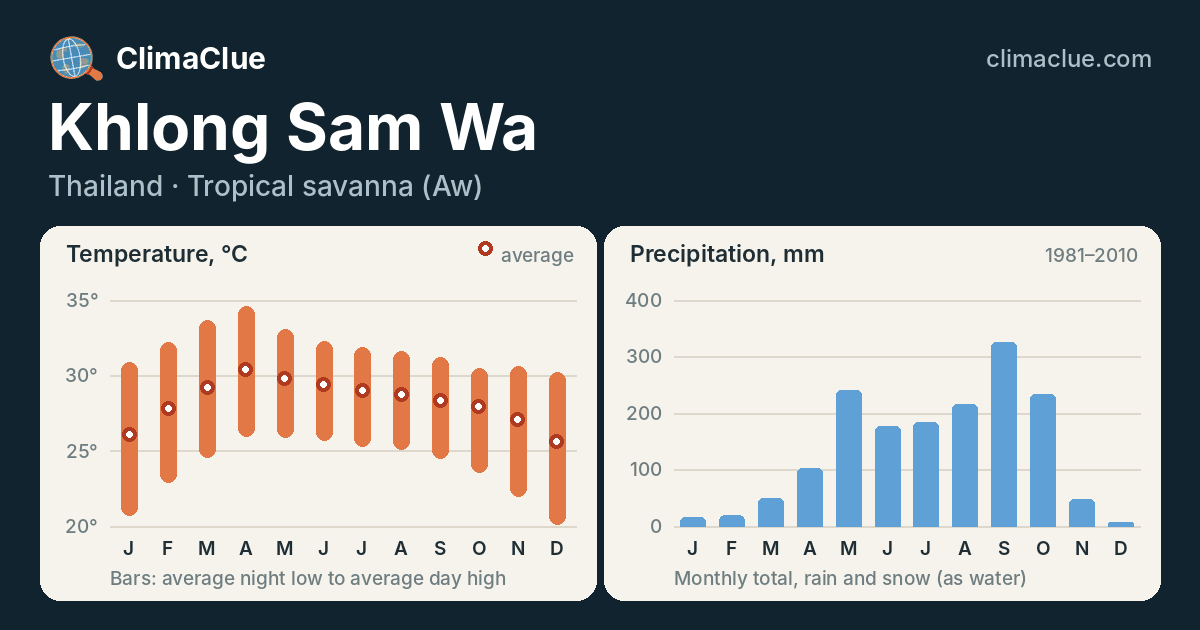 ClimaClue
climaclue.com
Khlong Sam Wa
Thailand · Tropical savanna (Aw)
Temperature, °C
average
35°
30°
25°
20°
J F M A M J J A S O N D
Bars: average night low to average day high
Precipitation, mm
1981–2010
400
300
200
100
0
J F M A M J J A S O N D
Monthly total, rain and snow (as water)